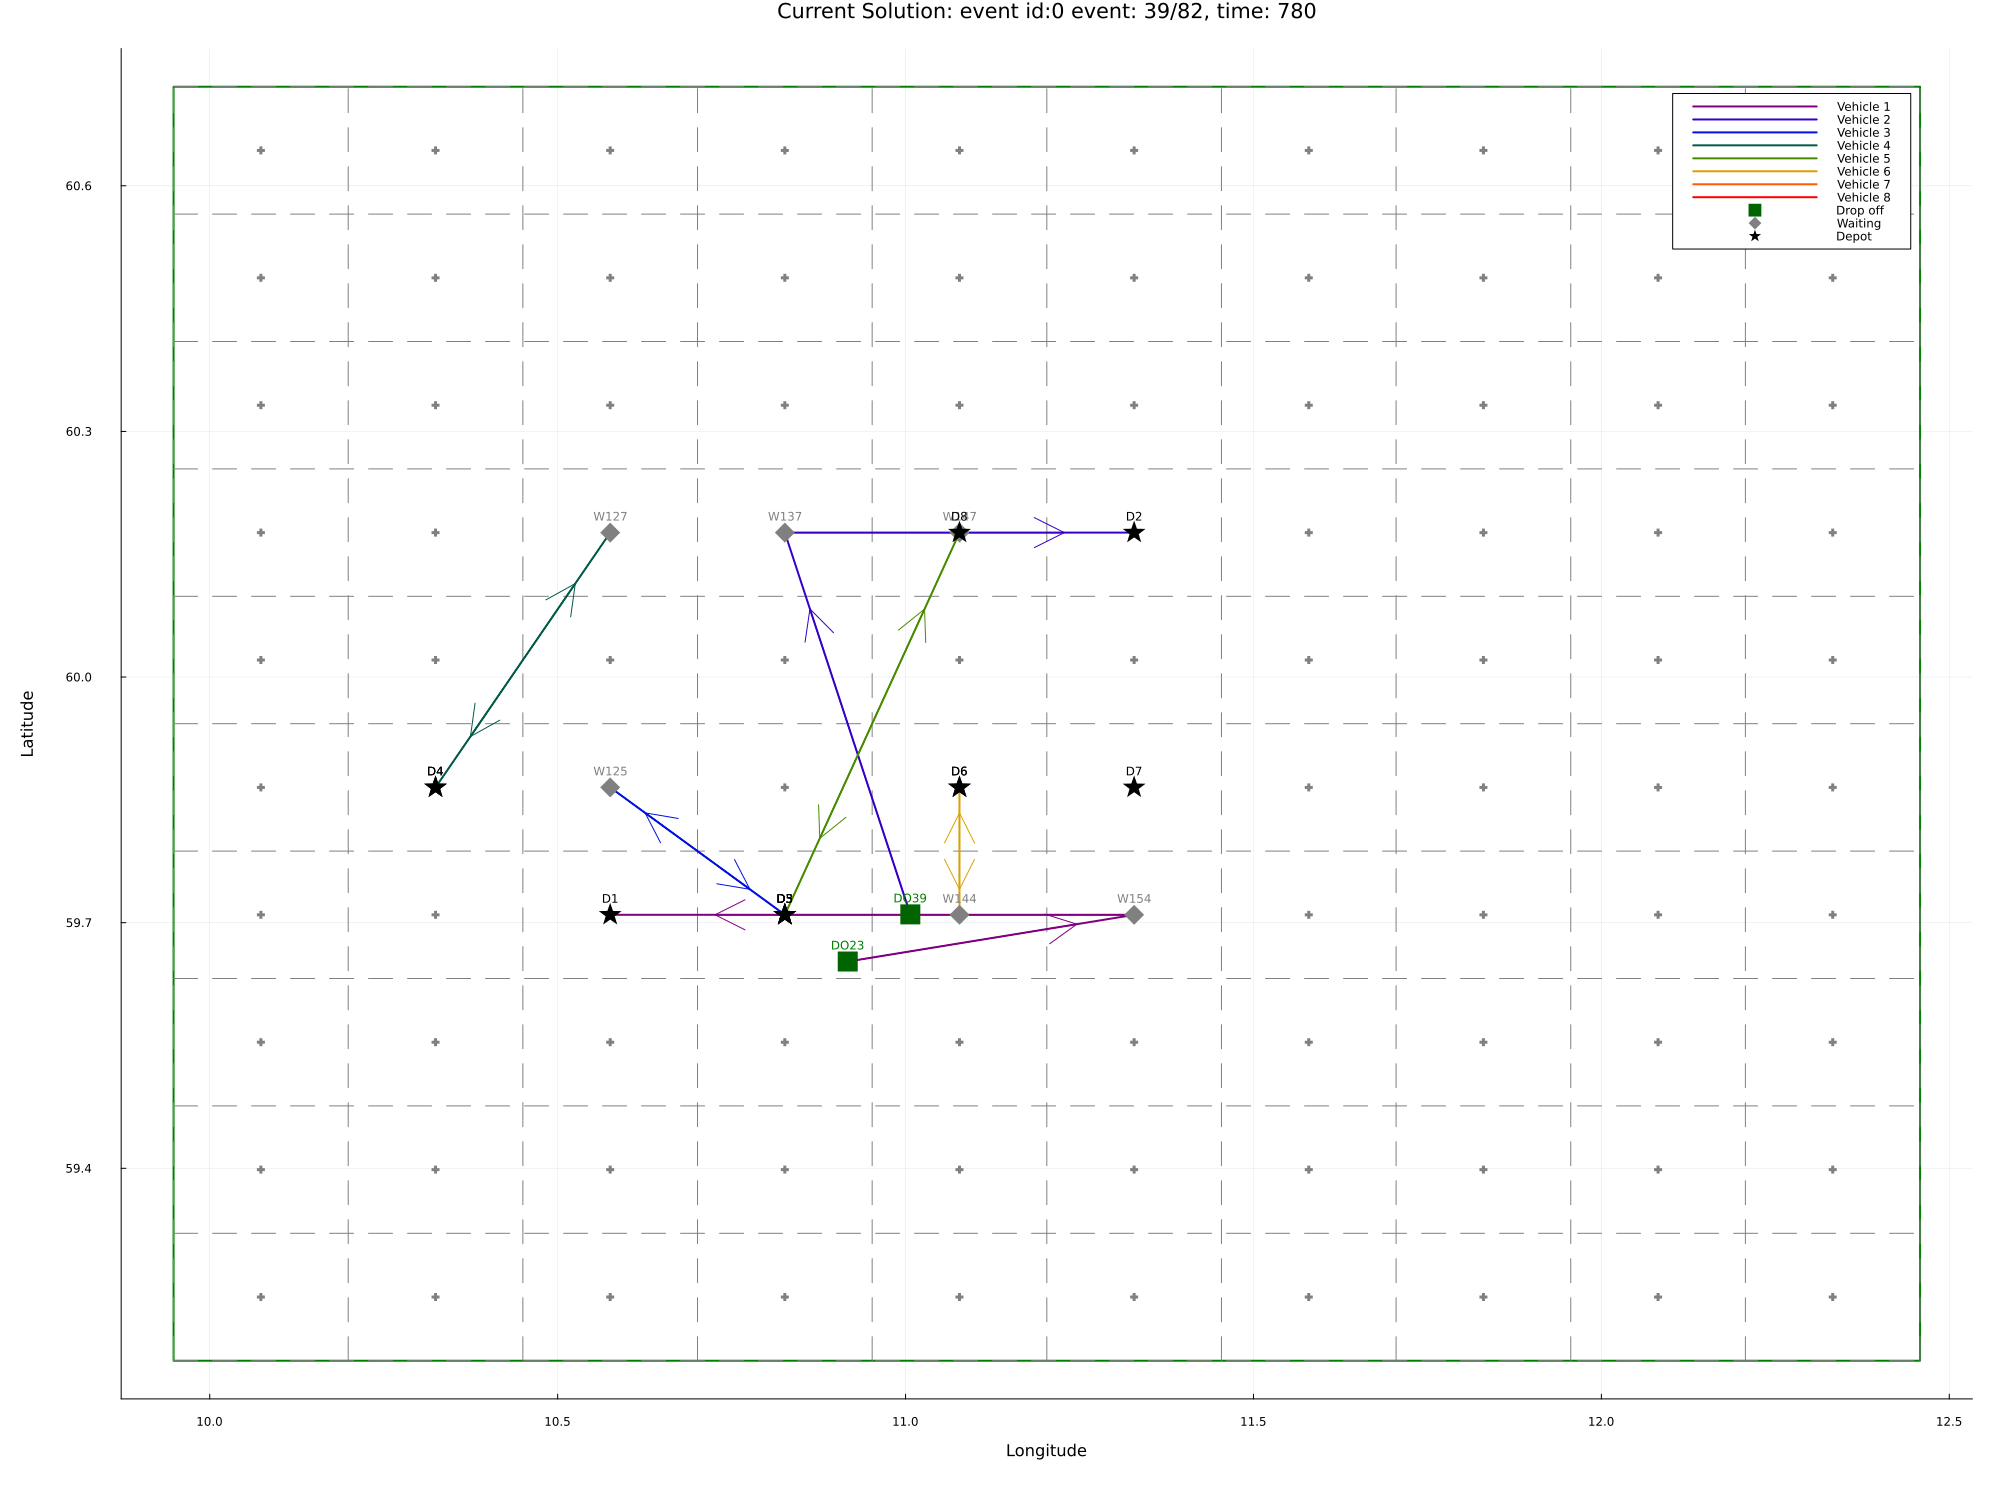 Current Solution: event id:0 event: 39/82, time: 780
Vehicle 1
Vehicle 2
Vehicle 3
Vehicle 4
Vehicle 5
Vehicle 6
Vehicle 7
Vehicle 8
Drop off
Waiting
Depot
60.6
60.3
60.0
59.7
59.4
Latitude
W127
W137
D8
D2
D4
W125
D6
D7
D1
DO39
W144
W154
DO23
10.0
10.5
11.0
11.5
12.0
12.5
Longitude